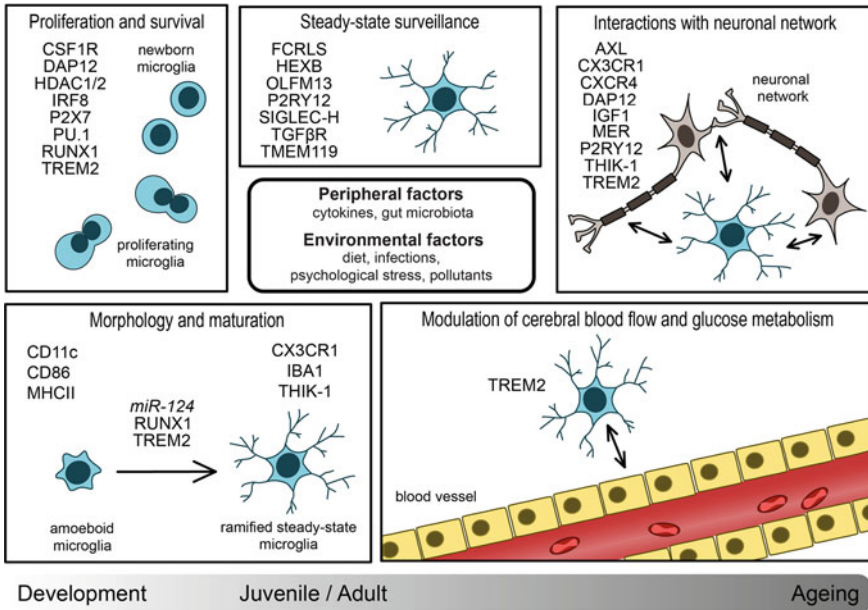 Proliferation and survival
CSF1R
DAP12
HDAC1/2
IRF8
P2X7
PU.1
RUNX1
TREM2
newborn
microglia
proliferating
microglia
Steady-state surveillance
FCRLS
HEXB
OLFM13
P2RY12
SIGLEC-H
TGFβR
TMEM119
Interactions with neuronal network
AXL
CX3CR1
CXCR4
DAP12
IGF1
MER
P2RY12
THIK-1
TREM2
neuronal
network
Peripheral factors
cytokines, gut microbiota
Environmental factors
diet, infections,
psychological stress, pollutants
Morphology and maturation
CD11c
CD86
MHCII
miR-124
RUNX1
TREM2
CX3CR1
IBA1
THIK-1
amoeboid
microglia
ramified steady-state
microglia
Modulation of cerebral blood flow and glucose metabolism
TREM2
blood vessel
Development
Juvenile / Adult
Ageing